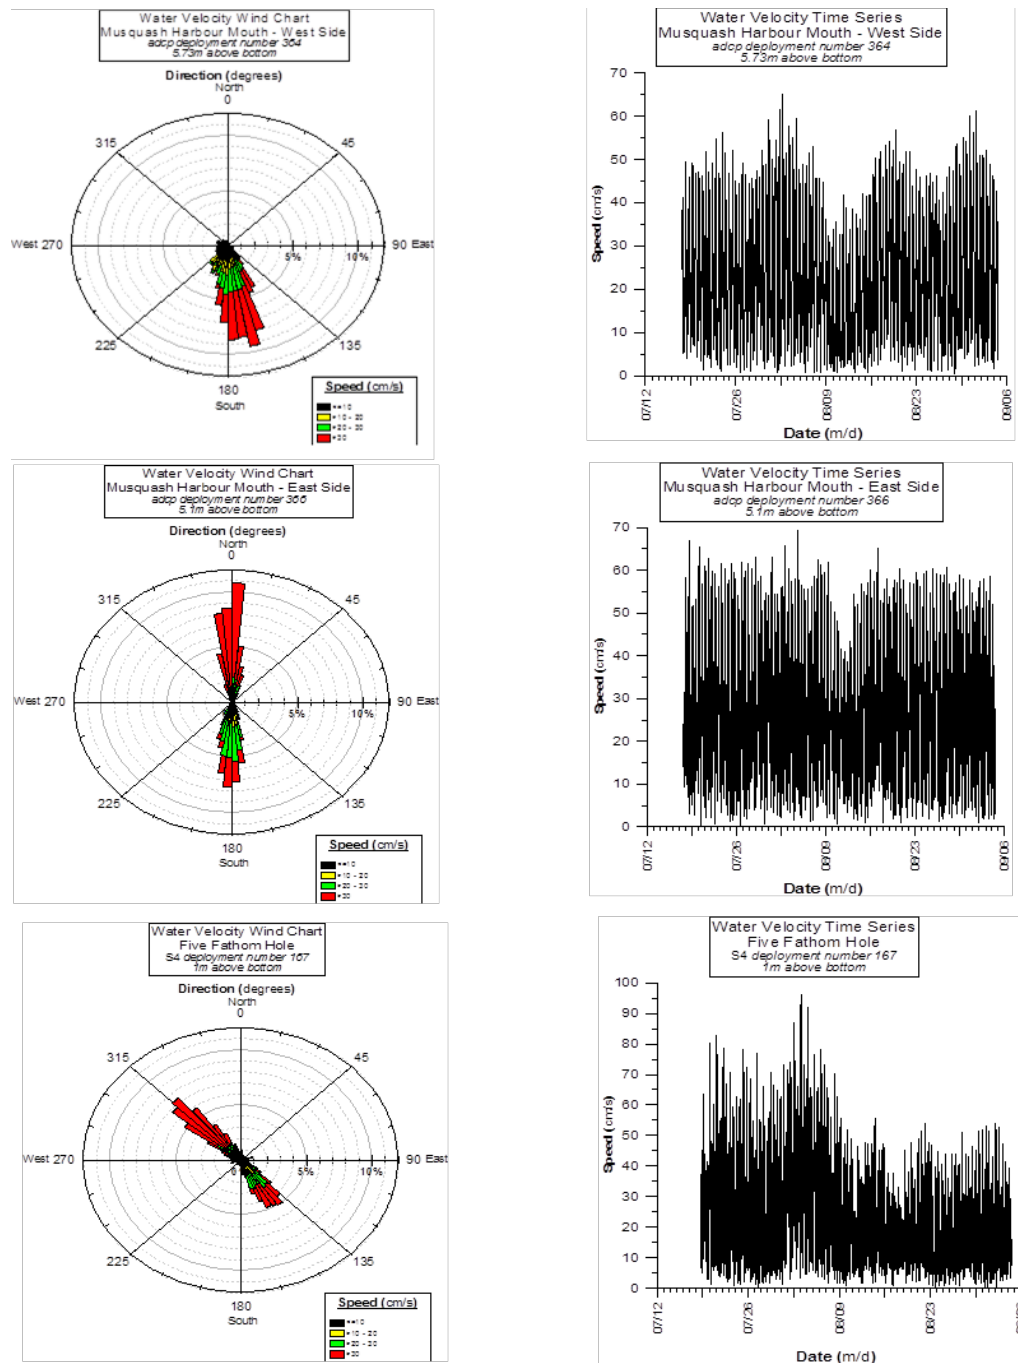 Water Velocity Wind Chart
Musquash Harbour Mouth - West Side
adcp deployment number 364
5.73m above bottom
Direction (degrees)
North
0
315
45
West 270
5%
10%
90 East
225
135
180
South
Speed (cm/s)
Water Velocity Time Series
Musquash Harbour Mouth - West Side
adcp deployment number 364
5.73m above bottom
70
60
50
40
30
20
10
0
Speed (cm/s)
07/12
07/26
08/09
08/23
09/06
Date (m/d)
Water Velocity Wind Chart
Musquash Harbour Mouth - East Side
adcp deployment number 366
5.1m above bottom
Direction (degrees)
North
0
315
45
West 270
5%
10%
90 East
225
135
180
South
Speed (cm/s)
Water Velocity Time Series
Musquash Harbour Mouth - East Side
adcp deployment number 366
5.1m above bottom
70
60
50
40
30
20
10
0
Speed (cm/s)
07/12
07/26
08/09
08/23
09/06
Date (m/d)
Water Velocity Wind Chart
Five Fathom Hole
S4 deployment number 167
1m above bottom
Direction (degrees)
North
0
315
45
West 270
0
5%
10%
90 East
225
135
180
South
Speed (cm/s)
Water Velocity Time Series
Five Fathom Hole
S4 deployment number 167
1m above bottom
100
90
80
70
60
50
40
30
20
10
0
Speed (cm/s)
07/12
07/26
08/09
08/23
Date (m/d)